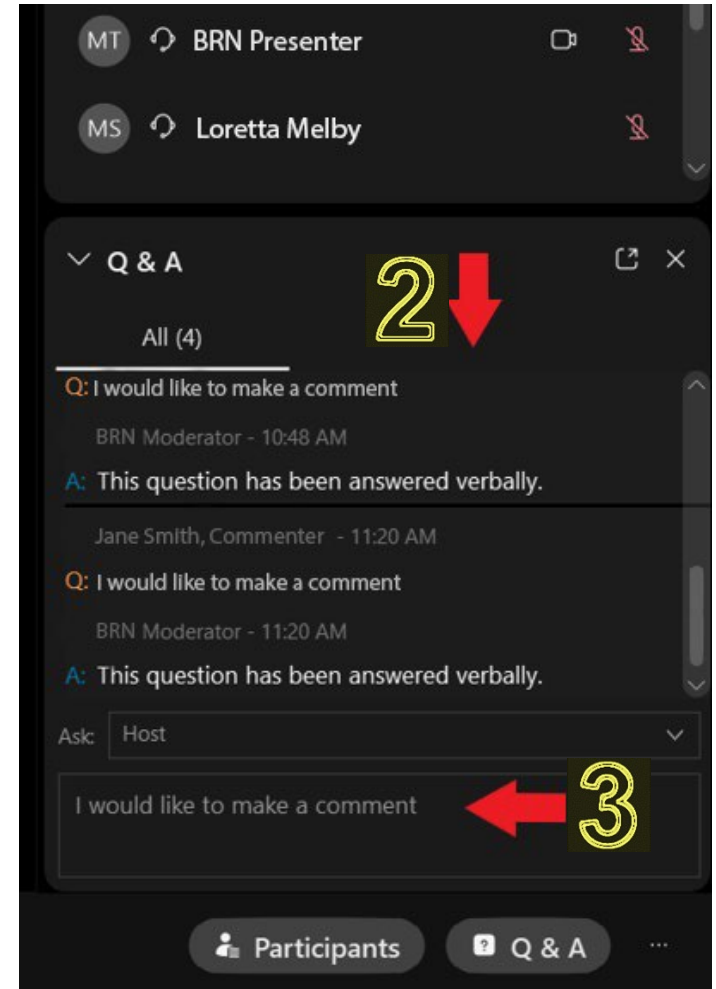 MT BRN Presenter
MS Loretta Melby
Q & A
2
All (4)
Q: I would like to make a comment
BRN Moderator - 10:48 AM
A: This question has been answered verbally.
Jane Smith, Commenter - 11:20 AM
Q: I would like to make a comment
BRN Moderator - 11:20 AM
A: This question has been answered verbally.
Ask: Host
I would like to make a comment
3
Participants ? Q & A ...